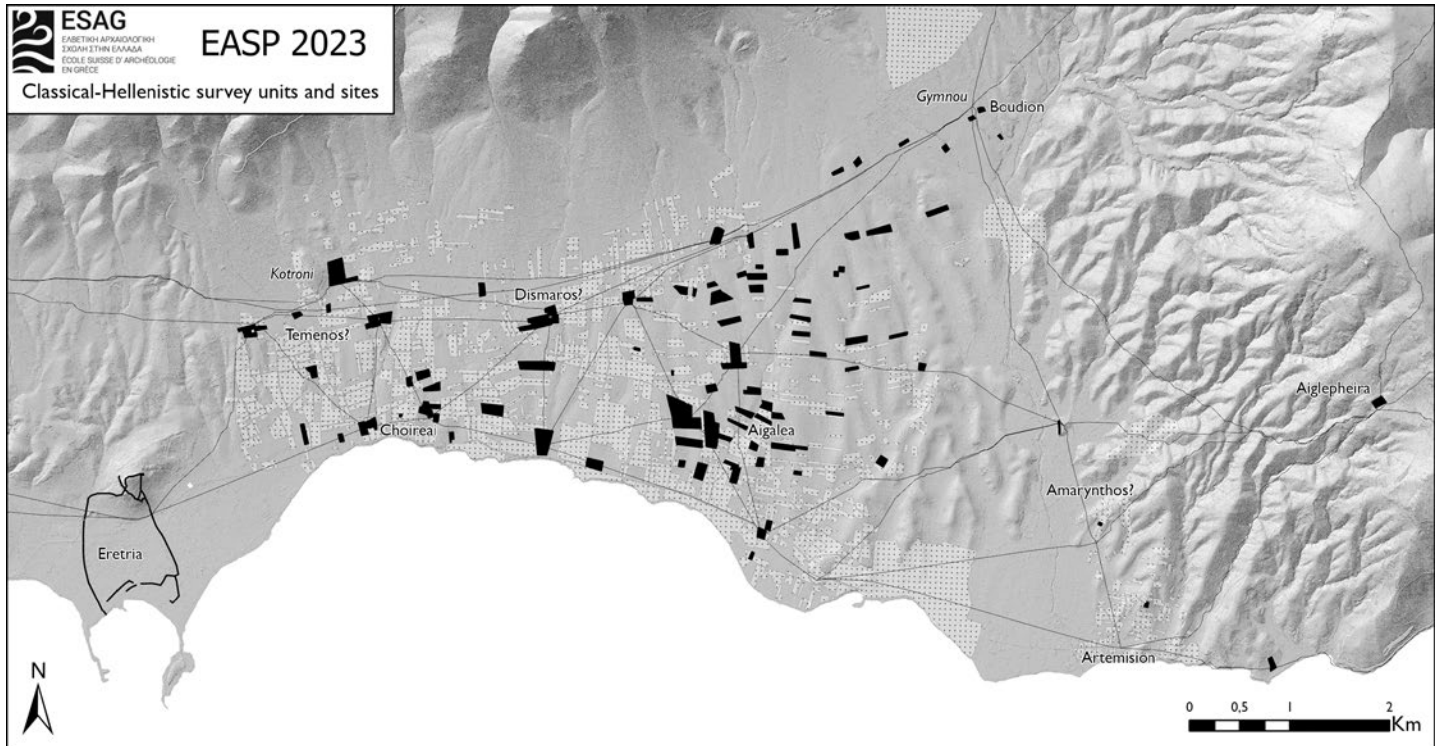 ESAG
ΕΛΒΕΤΙΚΗ ΑΡΧΑΙΟΛΟΓΙΚΗ
ΣΧΟΛΗ ΣΤΗΝ ΕΛΛΑΔΑ
ÉCOLE SUISSE D'ARCHÉOLOGIE
EN GRÈCE
EASP 2023
Classical-Hellenistic survey units and sites
Gymnou
Boudion
Kotroni
Dismaros?
Temenos?
Aiglepheira
Choireai
Aigalea
Amarynthos?
Eretria
Artemision
N
0 0,5 1 2
Km